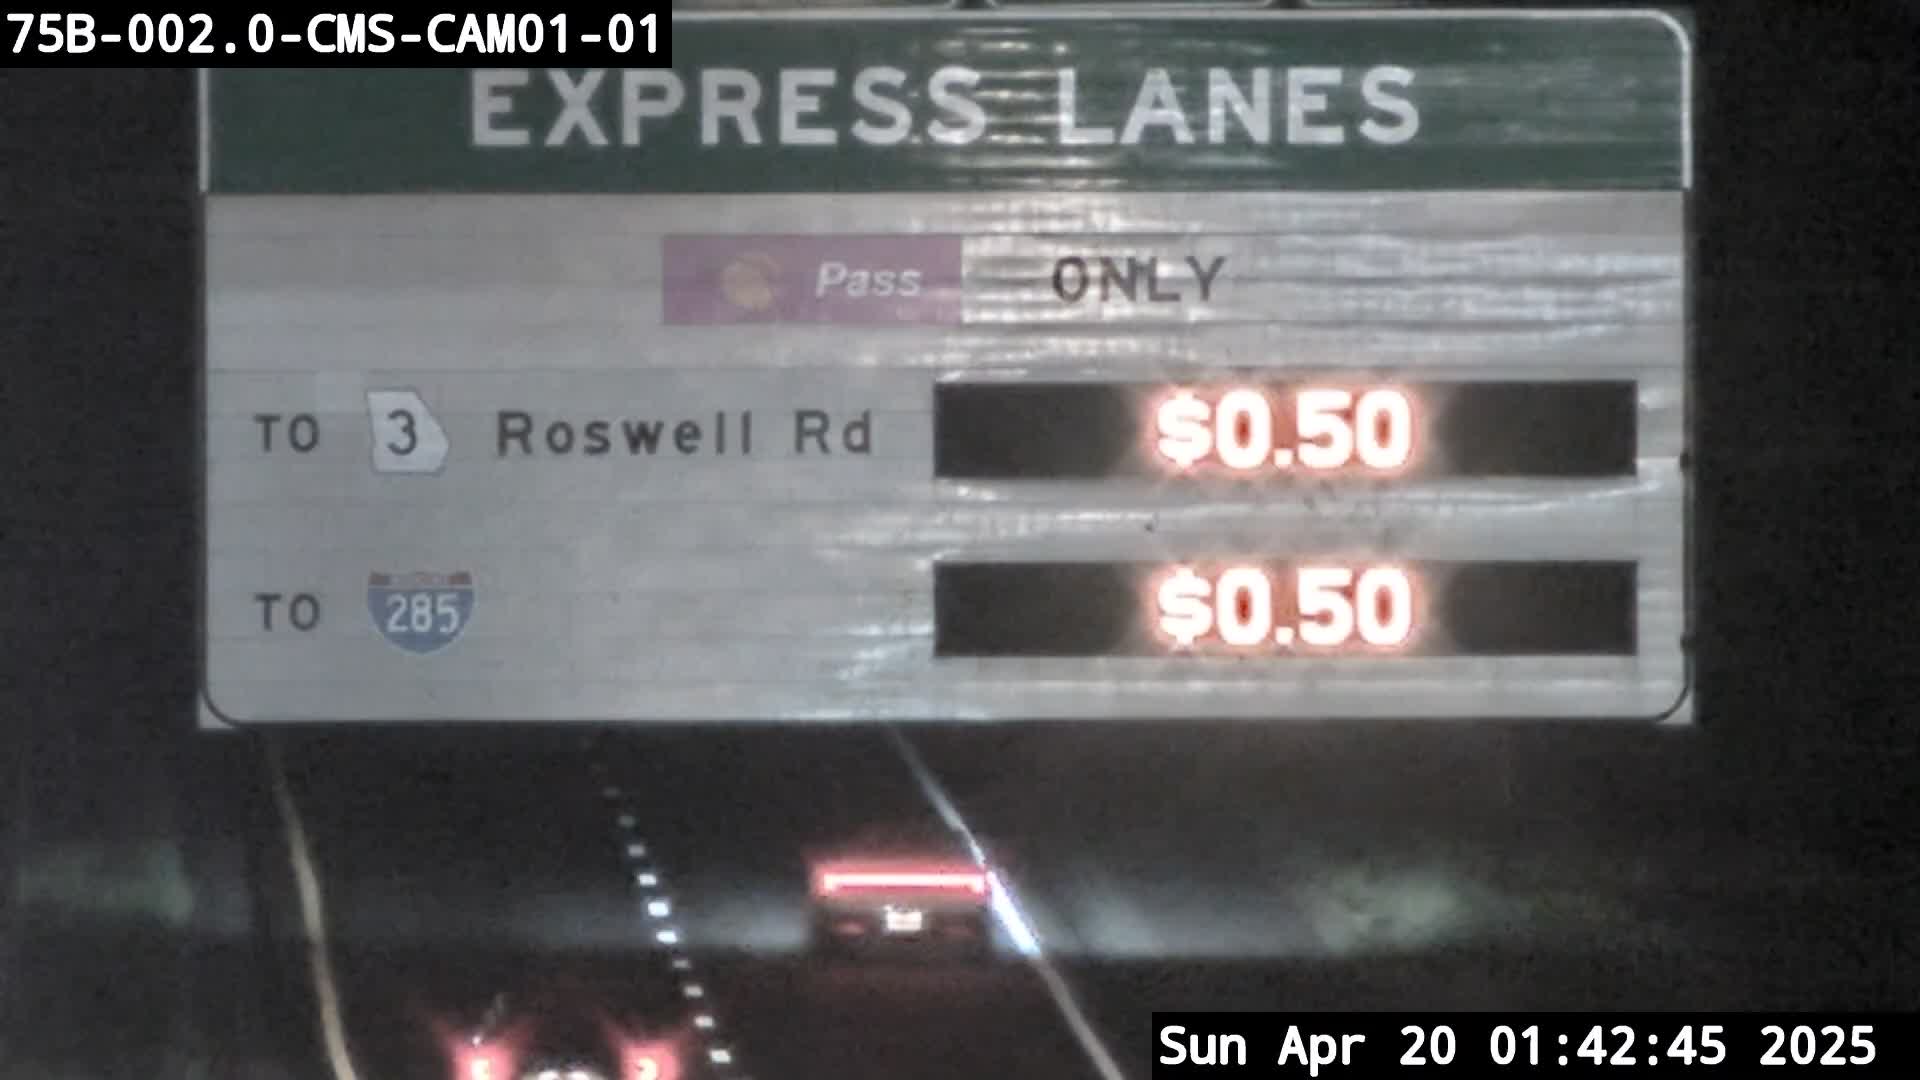 75B-002.0-CMS-CAM01-01
EXPRESS LANES
Pass ONLY
TO 3 Roswell Rd $0.50
TO 285 $0.50
Sun Apr 20 01:42:45 2025